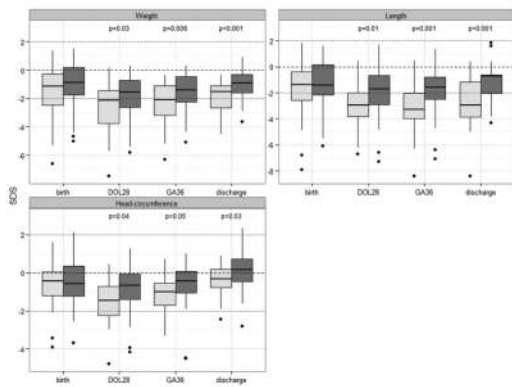 Weight
Length
p=0.03 p=0.009 p<0.001
p=0.01 p=0.001 p=0.001
2
0
-2
-4
-6
2
0
-2
-4
-6
-8
birth DOL28 GA36 discharge
birth DOL28 GA36 discharge
SDS
Head-circumference
p=0.04 p=0.05 p=0.03
2
0
-2
-4
birth DOL28 GA36 discharge